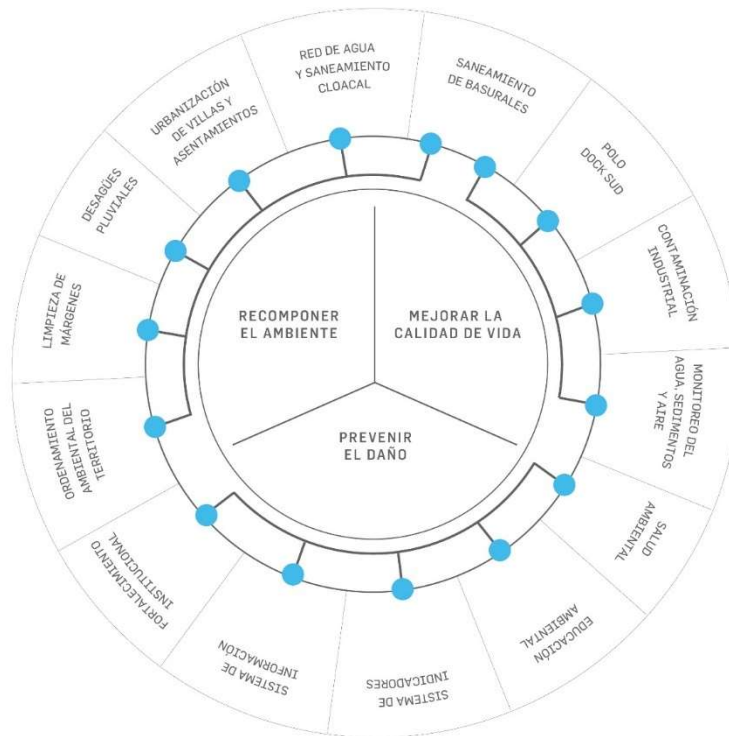 RED DE AGUA
Y SANEAMIENTO
CLOACAL
SANEAMIENTO
DE BASURALES
POLO
DOCK SUD
CONTAMINACIÓN
INDUSTRIAL
MONITOREO DEL
AGUA, SEDIMENTOS
Y AIRE
SALUD
AMBIENTAL
EDUCACIÓN
AMBIENTAL
SISTEMA DE
INDICADORES
SISTEMA DE
INFORMACIÓN
FORTALECIMIENTO
INSTITUCIONAL
ORDENAMIENTO
AMBIENTAL DEL
TERRITORIO
LIMPIEZA DE
MÁRGENES
DESAGÜES
PLUVIALES
URBANIZACIÓN
DE VILLAS Y
ASENTAMIENTOS
RECOMPONER
EL AMBIENTE
MEJORAR LA
CALIDAD DE VIDA
PREVENIR
EL DAÑO